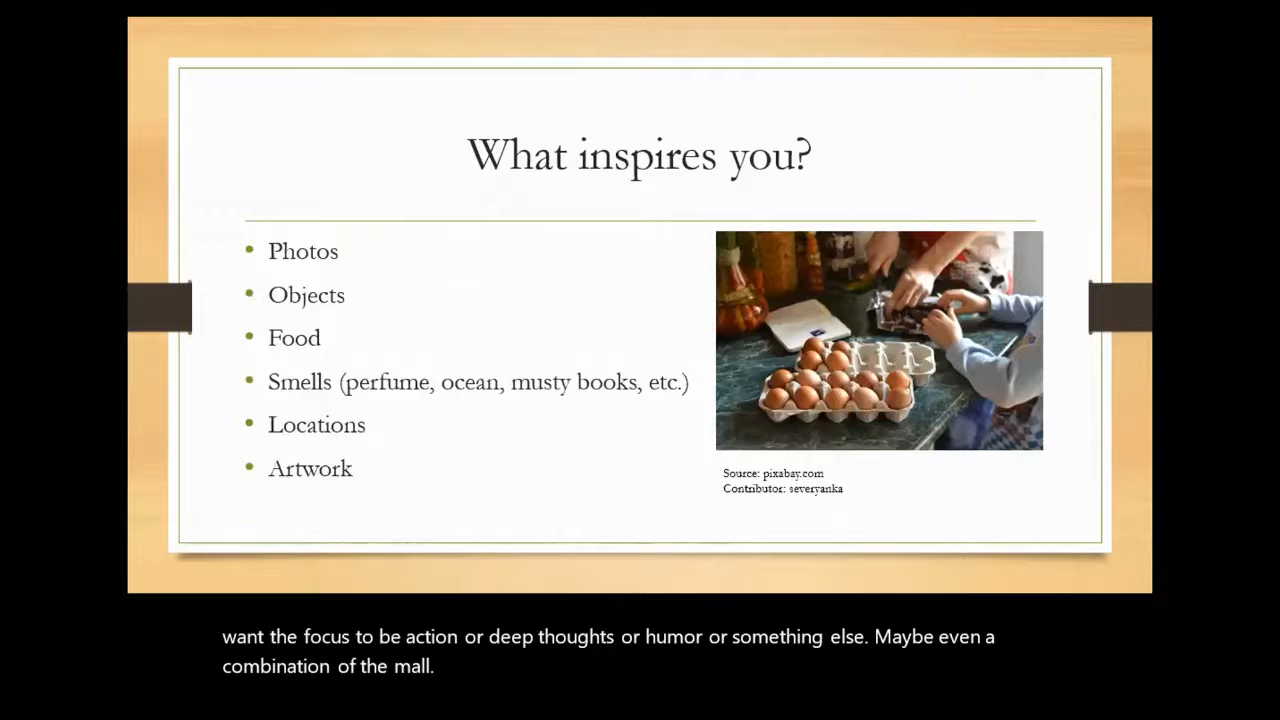 What inspires you?
Photos
Objects
Food
Smells (perfume, ocean, musty books, etc.)
Locations
Artwork
Source: pixabay.com
Contributor: severyanka
want the focus to be action or deep thoughts or humor or something else. Maybe even a
combination of the mall.